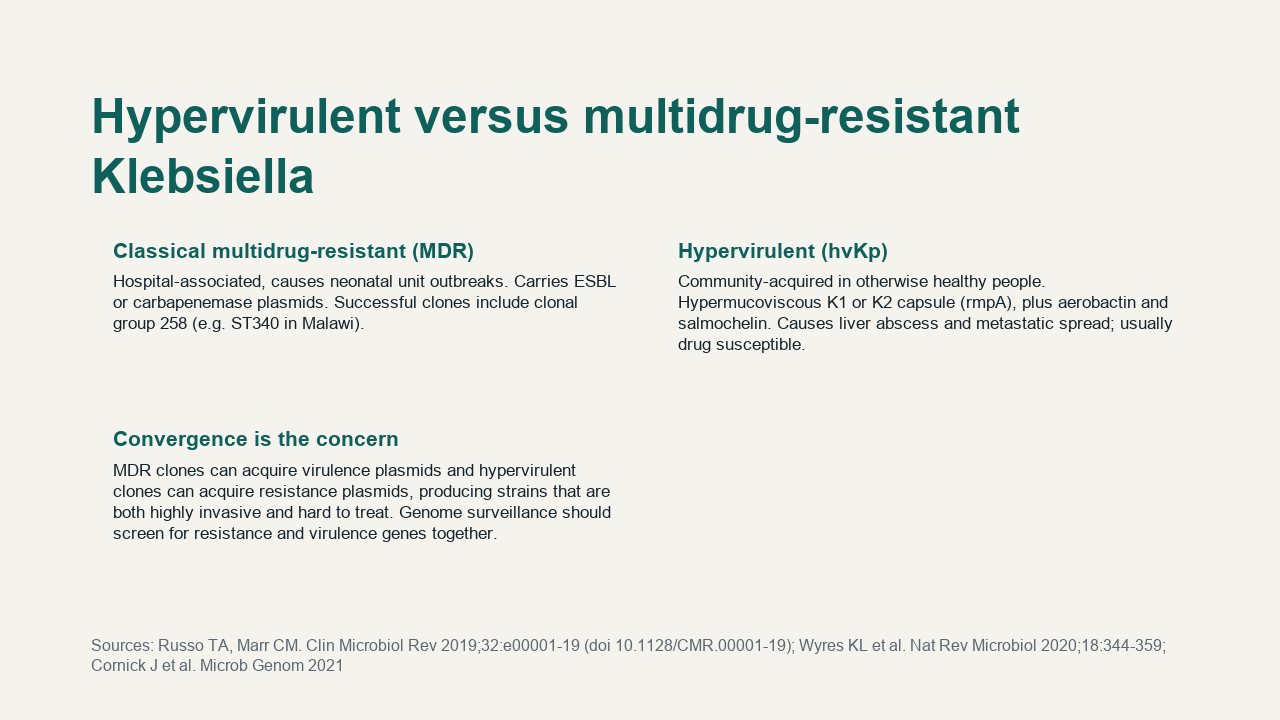 Hypervirulent versus multidrug-resistant
Klebsiella
Classical multidrug-resistant (MDR)
Hospital-associated, causes neonatal unit outbreaks. Carries ESBL
or carbapenemase plasmids. Successful clones include clonal
group 258 (e.g. ST340 in Malawi).
Hypervirulent (hvKp)
Community-acquired in otherwise healthy people.
Hypermucoviscous K1 or K2 capsule (rmpA), plus aerobactin and
salmochelin. Causes liver abscess and metastatic spread; usually
drug susceptible.
Convergence is the concern
MDR clones can acquire virulence plasmids and hypervirulent
clones can acquire resistance plasmids, producing strains that are
both highly invasive and hard to treat. Genome surveillance should
screen for resistance and virulence genes together.
Sources: Russo TA, Marr CM. Clin Microbiol Rev 2019;32:e00001-19 (doi 10.1128/CMR.00001-19); Wyres KL et al. Nat Rev Microbiol 2020;18:344-359;
Cornick J et al. Microb Genom 2021